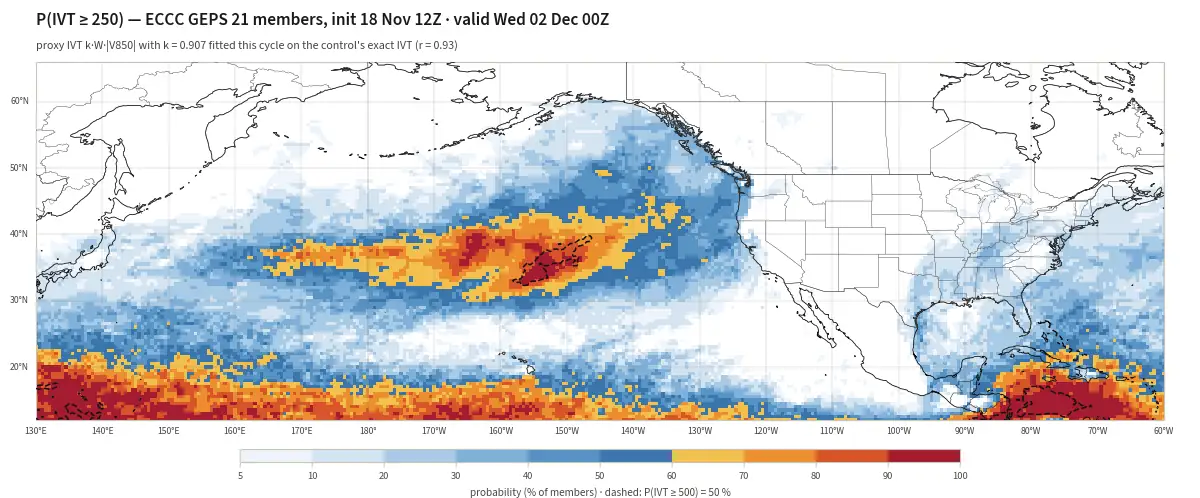 P(IVT ≥ 250) — ECCC GEPS 21 members, init 18 Nov 12Z · valid Wed 02 Dec 00Z
proxy IVT k·W·|V850| with k = 0.907 fitted this cycle on the control's exact IVT (r = 0.93)
60°N
50°N
40°N
30°N
20°N
130°E 140°E 150°E 160°E 170°E 180° 170°W 160°W 150°W 140°W 130°W 120°W 110°W 100°W 90°W 80°W 70°W 60°W
5 10 20 30 40 50 60 70 80 90 100
probability (% of members) · dashed: P(IVT ≥ 500) = 50 %